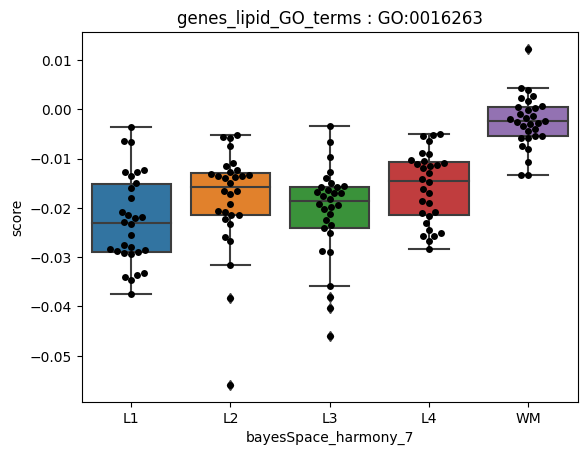 genes_lipid_GO_terms : GO:0016263
0.01
0.00
−0.01
−0.02
−0.03
−0.04
−0.05
score
L1 L2 L3 L4 WM
bayesSpace_harmony_7